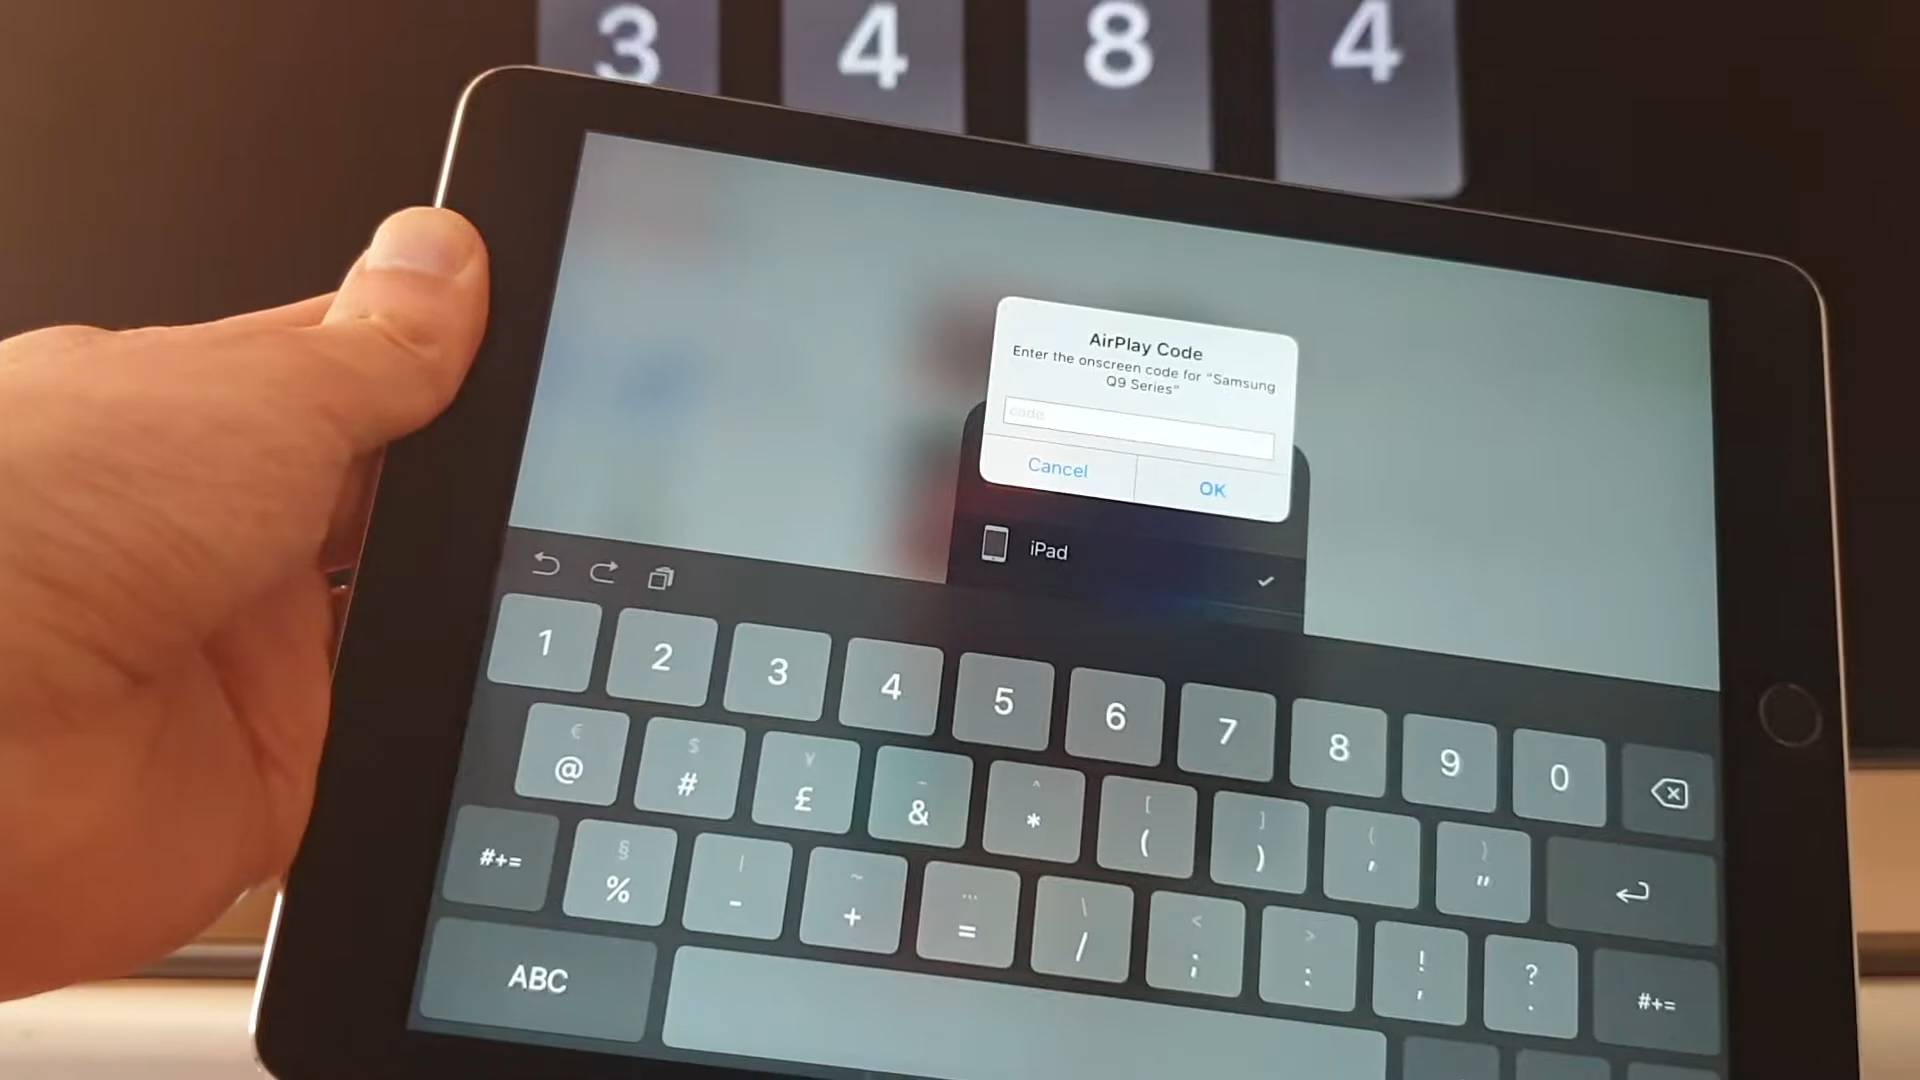 3 4 8 4
AirPlay Code
Enter the onscreen code for "Samsung
Q9 Series"
code
Cancel OK
iPad
1 2 3 4 5 6 7 8 9 0
€ $ ¥ _ ^ [ ] { }
@ # £ & * ( ) ' "
§ | ~ … \ < >
#+= % - + = / ; : ! , ? . #+=
ABC